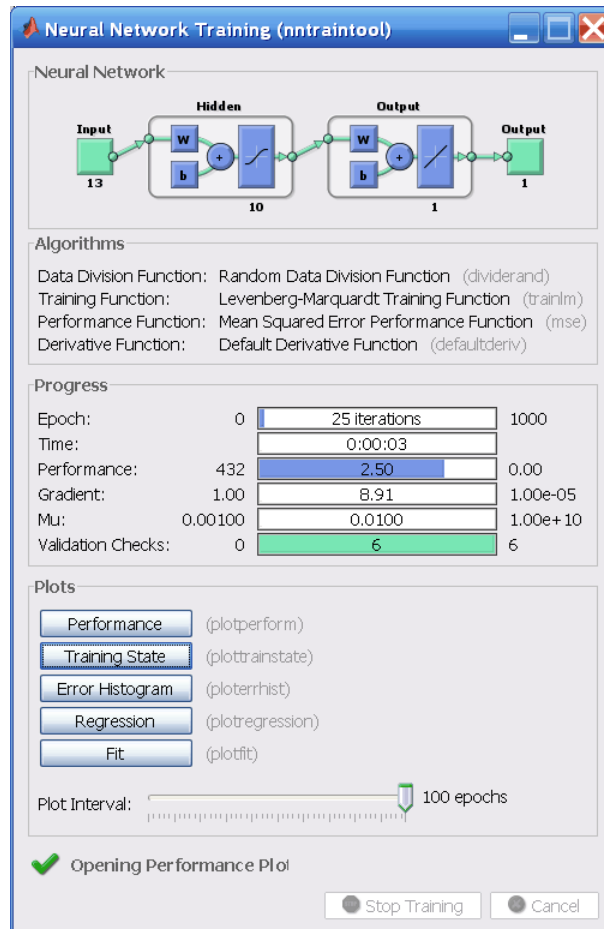 Neural Network Training (nntraintool)
Neural Network
Hidden Output
Input Output
W W
b b
+ +
13 1
10 1
Algorithms
Data Division Function: Random Data Division Function (dividerand)
Training Function: Levenberg-Marquardt Training Function (trainlm)
Performance Function: Mean Squared Error Performance Function (mse)
Derivative Function: Default Derivative Function (defaultderiv)
Progress
Epoch: 0 25 iterations 1000
Time: 0:00:03
Performance: 432 2.50 0.00
Gradient: 1.00 8.91 1.00e-05
Mu: 0.00100 0.0100 1.00e+10
Validation Checks: 0 6 6
Plots
Performance (plotperform)
Training State (plottrainstate)
Error Histogram (ploterrhist)
Regression (plotregression)
Fit (plotfit)
Plot Interval: 100 epochs
Opening Performance Plot
Stop Training Cancel